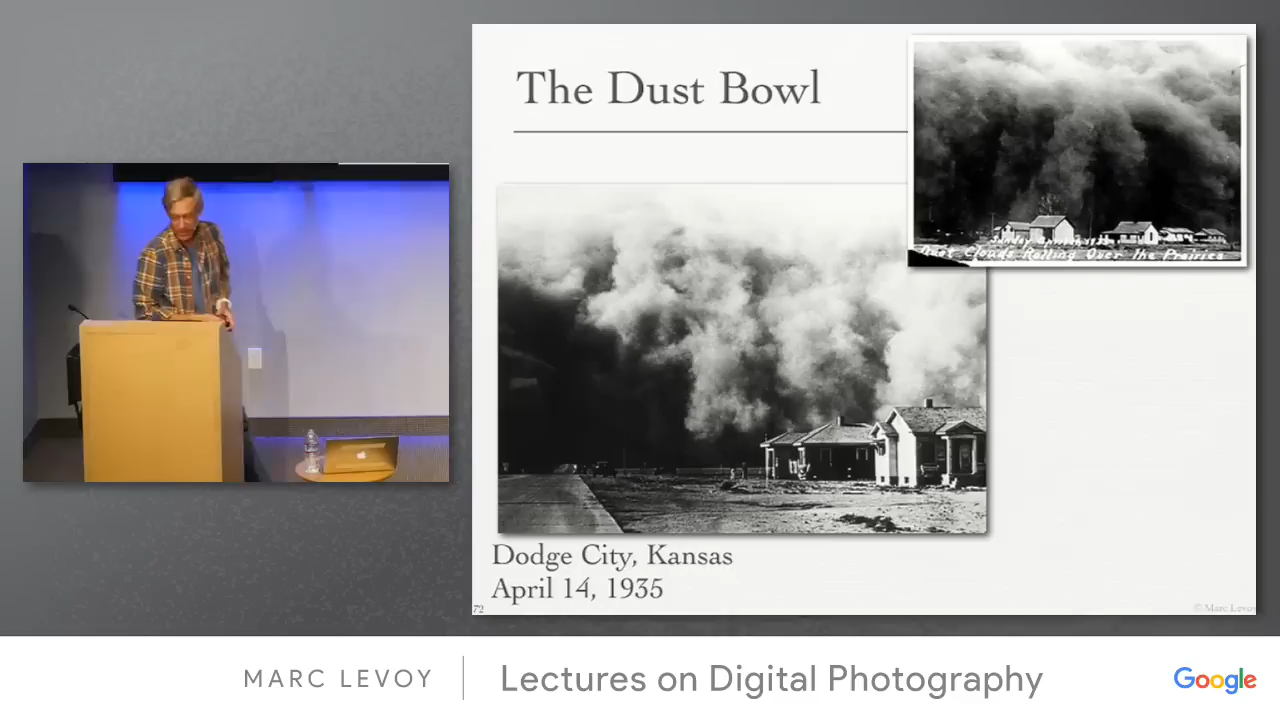 The Dust Bowl
Dust Clouds Rolling Over the Prairies
Dodge City, Kansas
April 14, 1935
72
© Marc Levoy
MARC LEVOY
Lectures on Digital Photography
Google